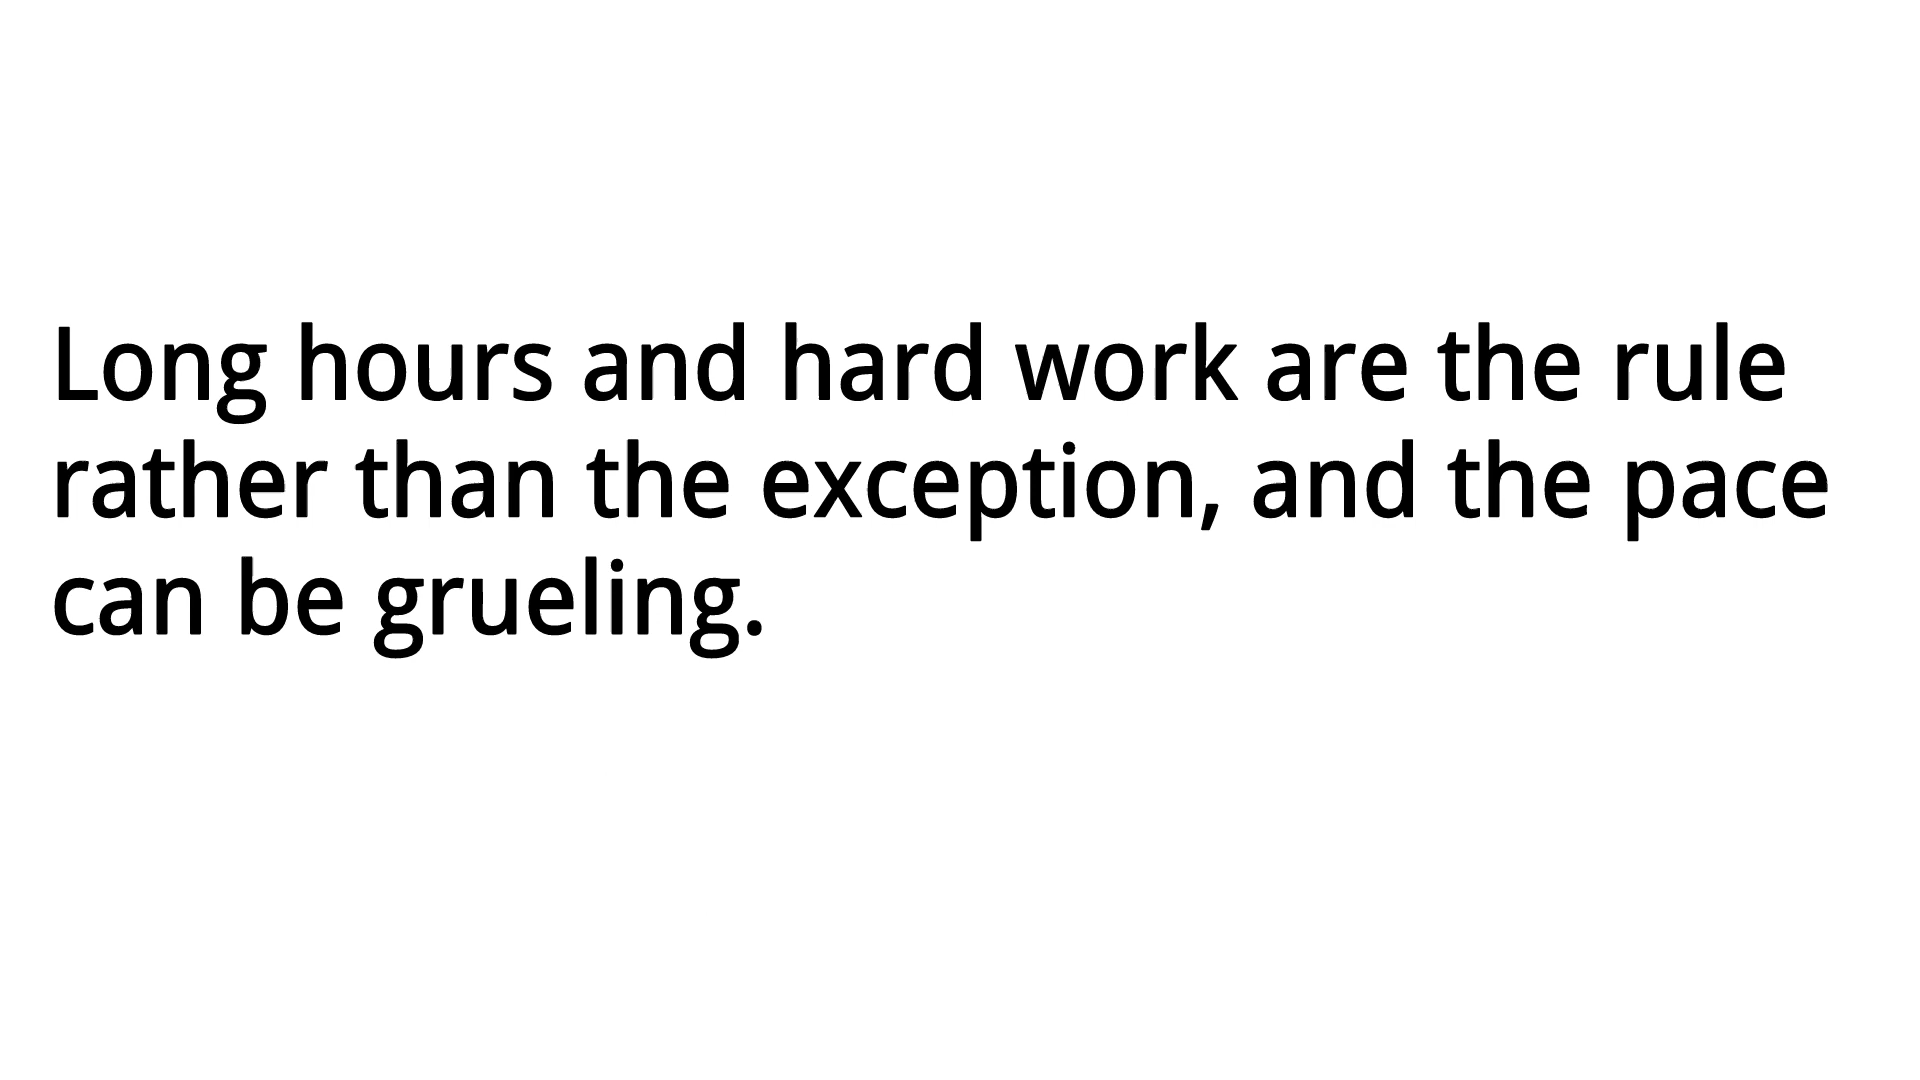 Long hours and hard work are the rule
rather than the exception, and the pace
can be grueling.